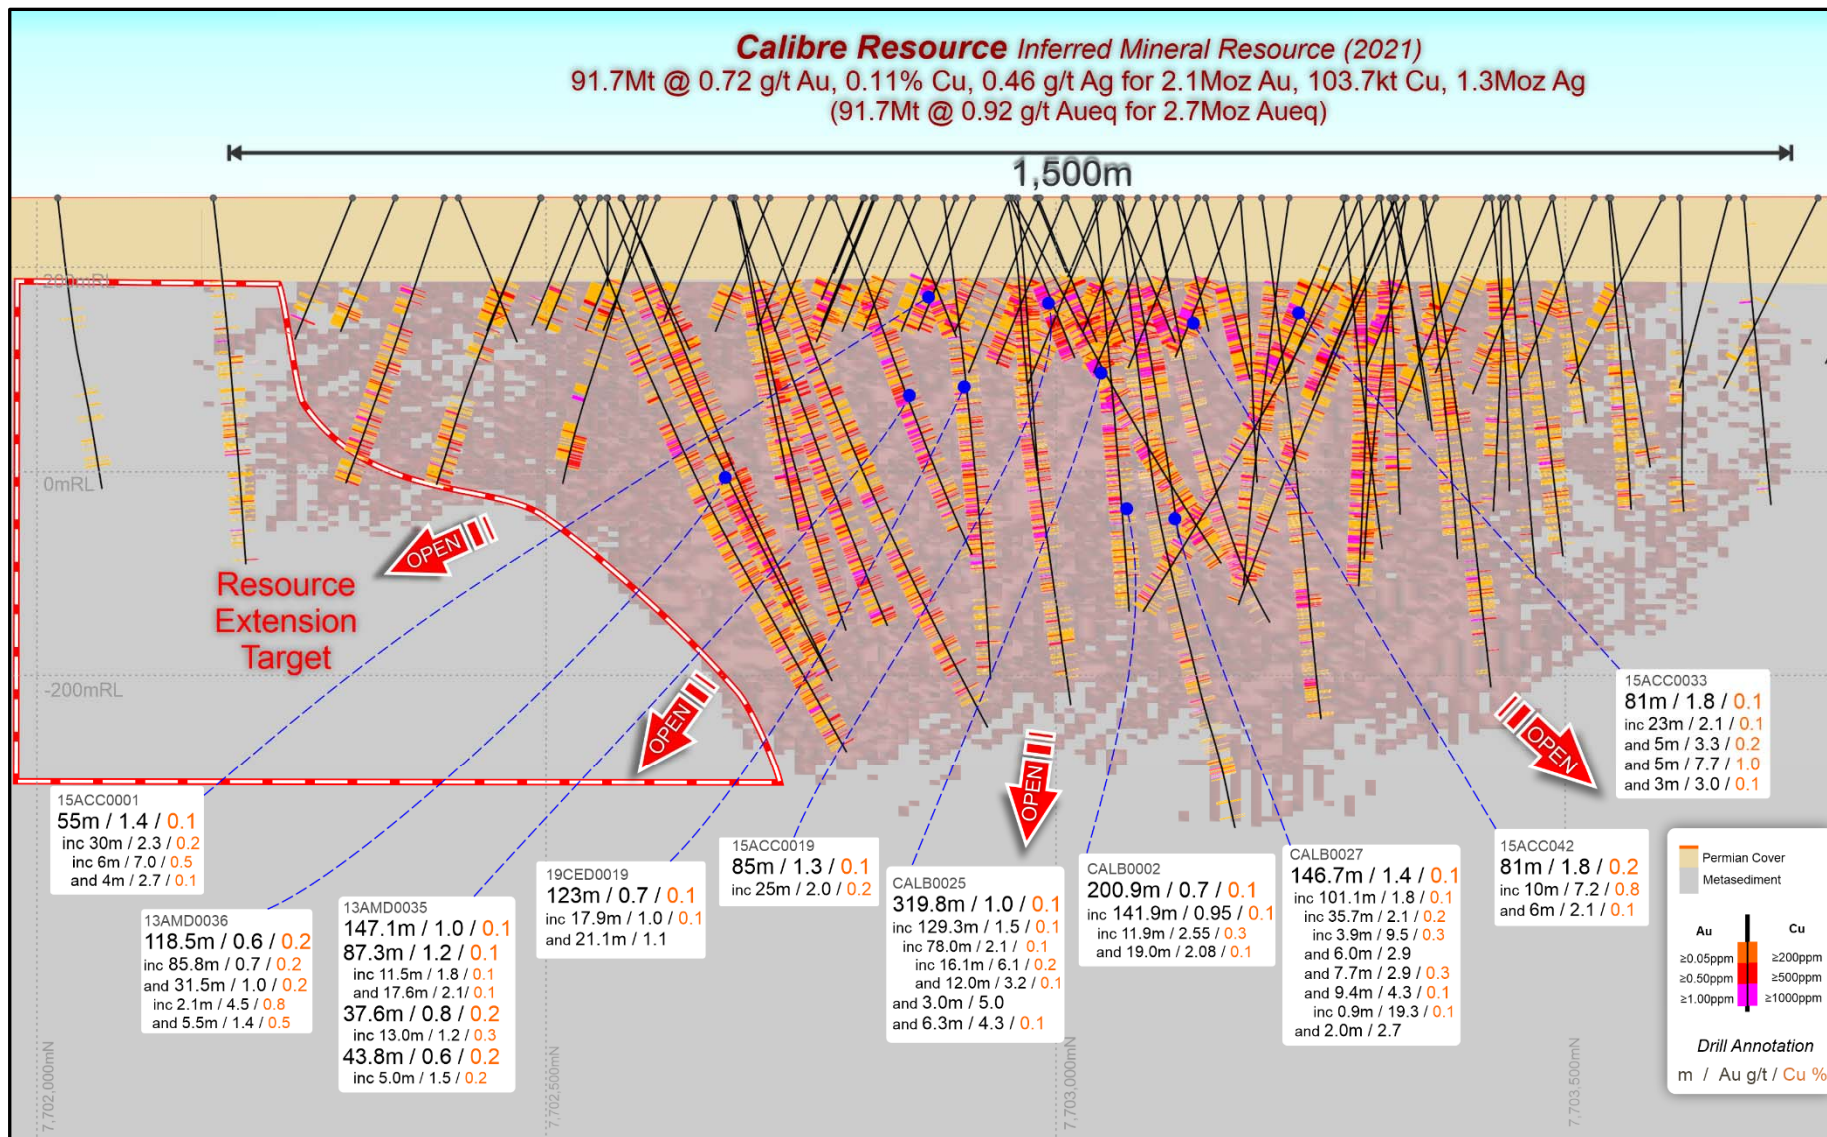 Calibre Resource Inferred Mineral Resource (2021)
91.7Mt @ 0.72 g/t Au, 0.11% Cu, 0.46 g/t Ag for 2.1Moz Au, 103.7kt Cu, 1.3Moz Ag
(91.7Mt @ 0.92 g/t Aueq for 2.7Moz Aueq)
1,500m
200mRL
0mRL
-200mRL
OPEN
Resource
Extension
Target
OPEN
OPEN
OPEN
15ACC0001
55m / 1.4 / 0.1
inc 30m / 2.3 / 0.2
inc 6m / 7.0 / 0.5
and 4m / 2.7 / 0.1
13AMD0036
118.5m / 0.6 / 0.2
inc 85.8m / 0.7 / 0.2
and 31.5m / 1.0 / 0.2
inc 2.1m / 4.5 / 0.8
and 5.5m / 1.4 / 0.5
13AMD0035
147.1m / 1.0 / 0.1
87.3m / 1.2 / 0.1
inc 11.5m / 1.8 / 0.1
and 17.6m / 2.1/ 0.1
37.6m / 0.8 / 0.2
inc 13.0m / 1.2 / 0.3
43.8m / 0.6 / 0.2
inc 5.0m / 1.5 / 0.2
19CED0019
123m / 0.7 / 0.1
inc 17.9m / 1.0 / 0.1
and 21.1m / 1.1
15ACC0019
85m / 1.3 / 0.1
inc 25m / 2.0 / 0.2
CALB0025
319.8m / 1.0 / 0.1
inc 129.3m / 1.5 / 0.1
inc 78.0m / 2.1 / 0.1
inc 16.1m / 6.1 / 0.2
and 12.0m / 3.2 / 0.1
and 3.0m / 5.0
and 6.3m / 4.3 / 0.1
CALB0002
200.9m / 0.7 / 0.1
inc 141.9m / 0.95 / 0.1
inc 11.9m / 2.55 / 0.3
and 19.0m / 2.08 / 0.1
CALB0027
146.7m / 1.4 / 0.1
inc 101.1m / 1.8 / 0.1
inc 35.7m / 2.1 / 0.2
inc 3.9m / 9.5 / 0.3
and 6.0m / 2.9
and 7.7m / 2.9 / 0.3
and 9.4m / 4.3 / 0.1
inc 0.9m / 19.3 / 0.1
and 2.0m / 2.7
15ACC042
81m / 1.8 / 0.2
inc 10m / 7.2 / 0.8
and 6m / 2.1 / 0.1
15ACC0033
81m / 1.8 / 0.1
inc 23m / 2.1 / 0.1
and 5m / 3.3 / 0.2
and 5m / 7.7 / 1.0
and 3m / 3.0 / 0.1
Permian Cover
Metasediment
Au Cu
≥0.05ppm ≥200ppm
≥0.50ppm ≥500ppm
≥1.00ppm ≥1000ppm
Drill Annotation
m / Au g/t / Cu %
7,702,000mN
7,702,500mN
7,703,000mN
7,703,500mN